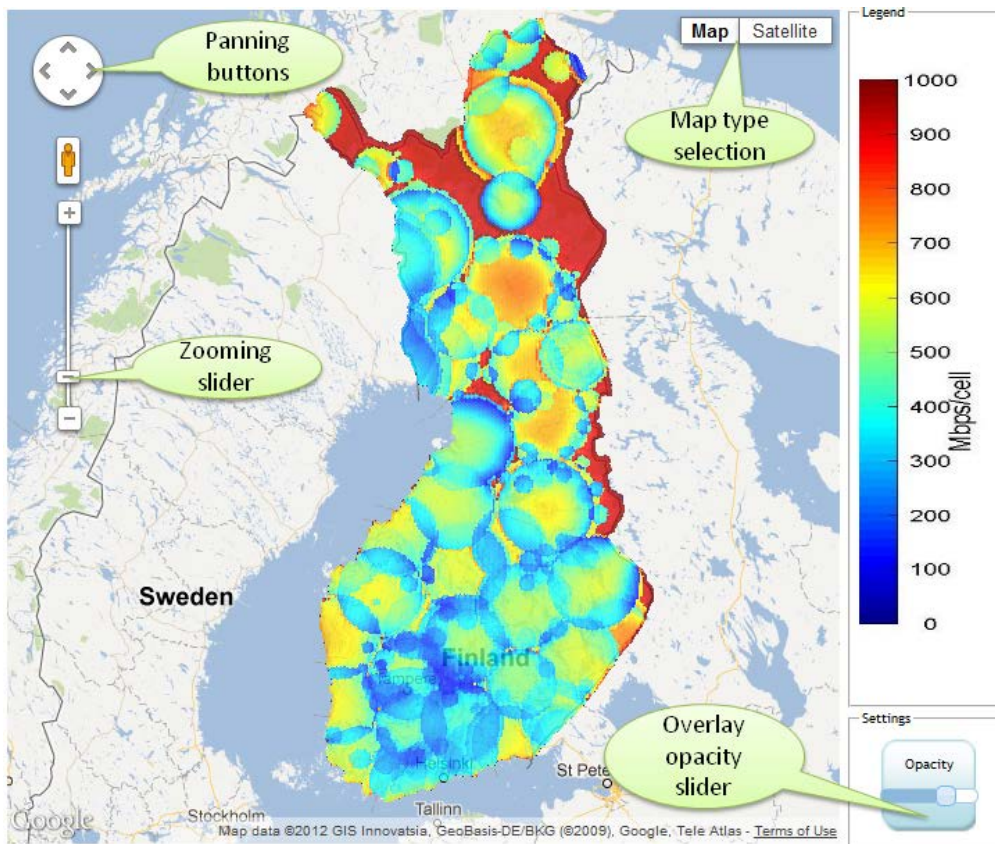 Panning
buttons
Map
Satellite
Map type
selection
Zooming
slider
Sweden
Finland
Tampere
Helsinki
Tallinn
Stockholm
St Pete
Overlay
opacity
slider
Google
Map data ©2012 GIS Innovatsia, GeoBasis-DE/BKG (©2009), Google, Tele Atlas - Terms of Use
Legend
1000
900
800
700
600
500
400
300
200
100
0
Mbps/cell
Settings
Opacity